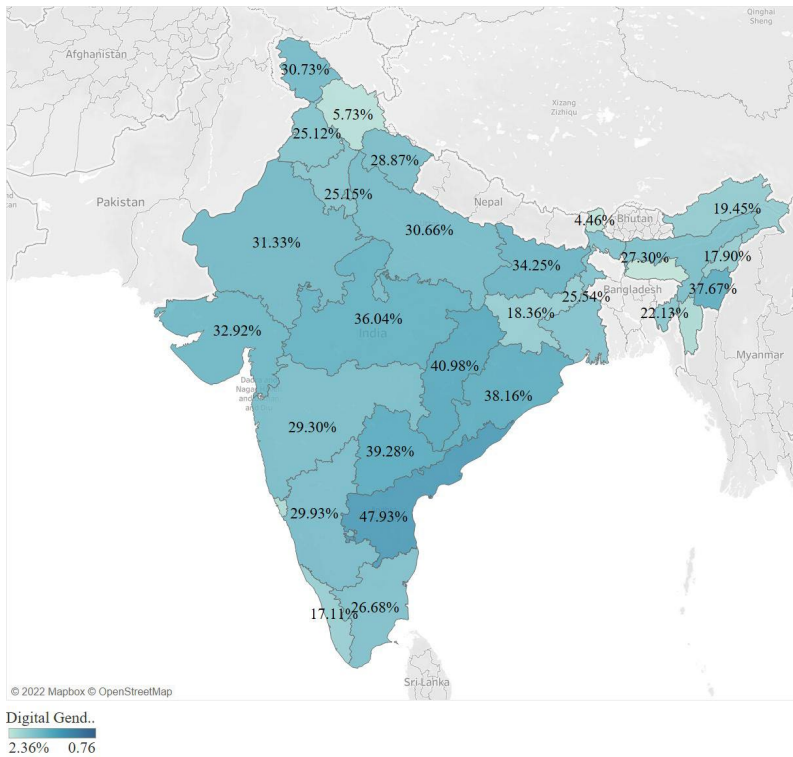 Qinghai
Sheng
Afghanistan
30.73%
5.73%
Xizang
Zizhiqu
25.12%
28.87%
25.15%
Pakistan
Nepal
4.46%
Bhutan
19.45%
31.33%
30.66%
34.25%
27.30%
17.90%
Bangladesh
37.67%
25.54%
18.36%
22.13%
32.92%
36.04%
India
Myanmar
40.98%
38.16%
Nagar
and
29.30%
39.28%
29.93%
47.93%
17.11%
26.68%
Sri Lanka
© 2022 Mapbox © OpenStreetMap
Digital Gend..
2.36% 0.76